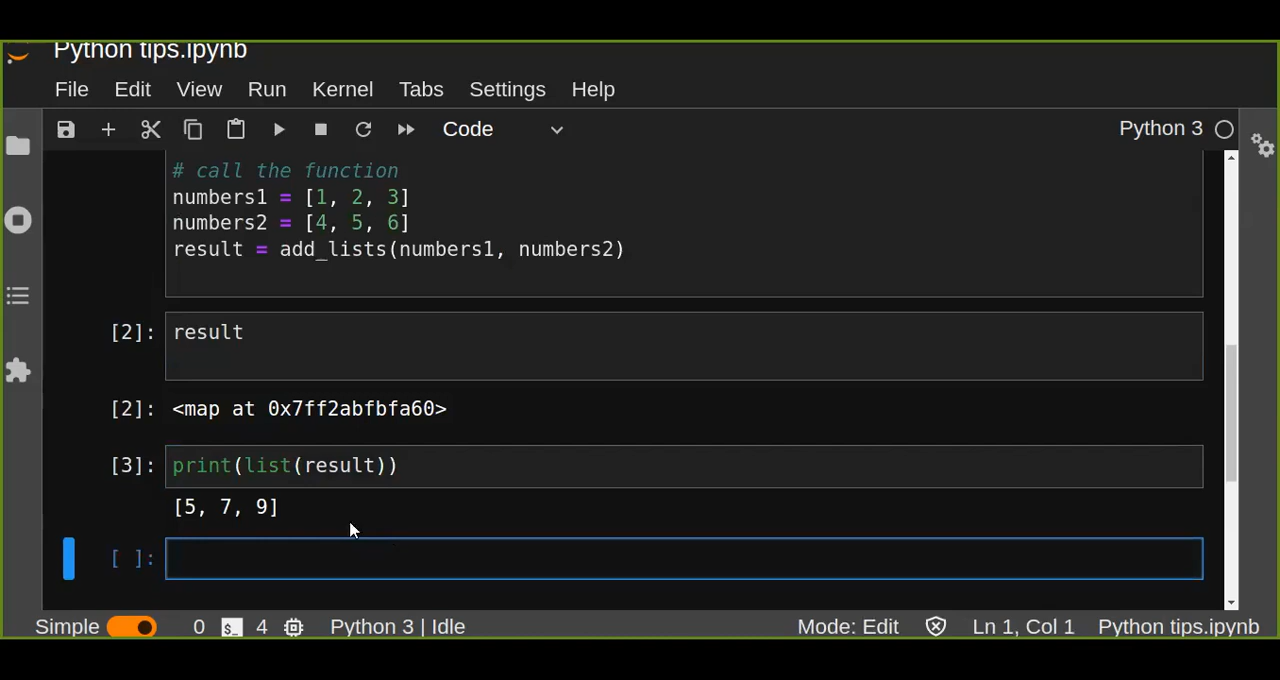 Python tips.ipynb
File Edit View Run Kernel Tabs Settings Help
Code Python 3
# call the function
numbers1 = [1, 2, 3]
numbers2 = [4, 5, 6]
result = add_lists(numbers1, numbers2)
[2]: result
[2]: <map at 0x7ff2abfbfa60>
[3]: print(list(result))
[5, 7, 9]
[ ]:
Simple 0 $_ 4 Python 3 | Idle Mode: Edit Ln 1, Col 1 Python tips.ipynb